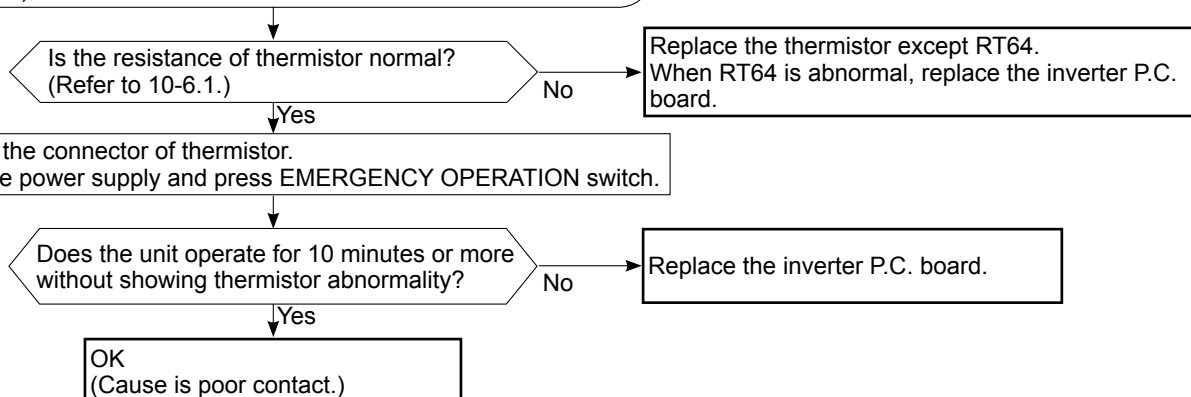 Is the resistance of thermistor normal?
(Refer to 10-6.1.)
No
Replace the thermistor except RT64.
When RT64 is abnormal, replace the inverter P.C.
board.
Yes
the connector of thermistor.
power supply and press EMERGENCY OPERATION switch.
Does the unit operate for 10 minutes or more
without showing thermistor abnormality?
No
Replace the inverter P.C. board.
Yes
OK
(Cause is poor contact.)